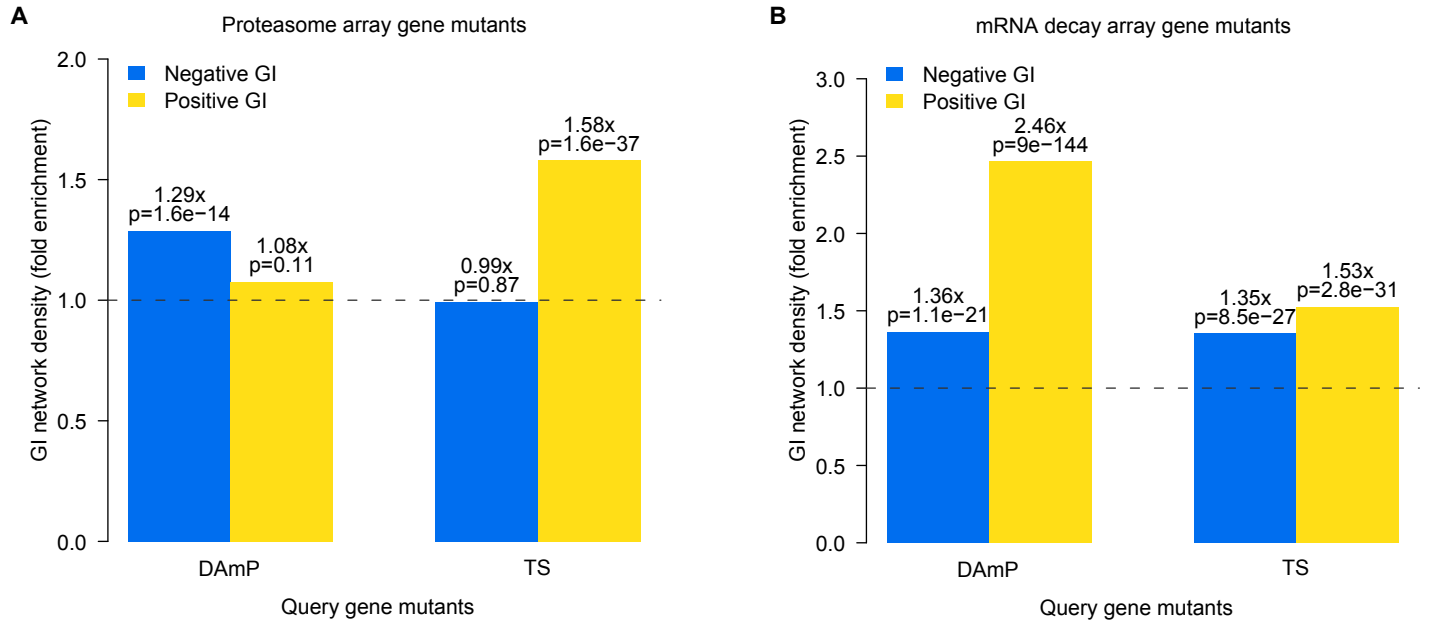 A
Proteasome array gene mutants
GI network density (fold enrichment)
2.0
1.5
1.0
0.5
0.0
Negative GI
Positive GI
1.29x
p=1.6e−14
1.08x
p=0.11
0.99x
p=0.87
1.58x
p=1.6e−37
DAmP
TS
Query gene mutants
B
mRNA decay array gene mutants
GI network density (fold enrichment)
3.0
2.5
2.0
1.5
1.0
0.5
0.0
Negative GI
Positive GI
1.36x
p=1.1e−21
2.46x
p=9e−144
1.35x
p=8.5e−27
1.53x
p=2.8e−31
DAmP
TS
Query gene mutants